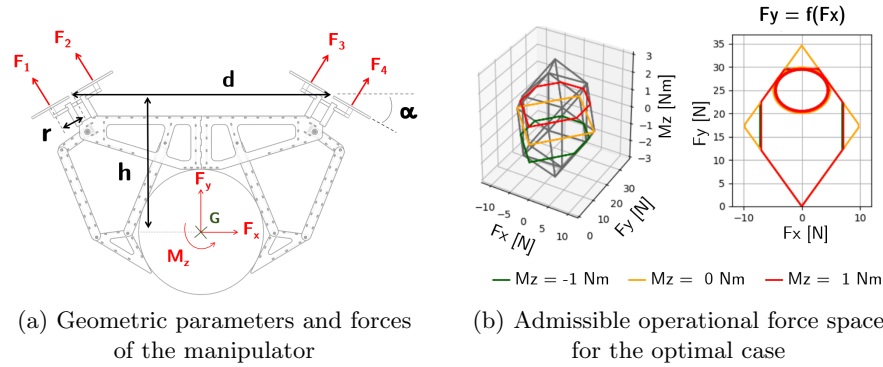 F1
F2
F3
F4
d
α
r
h
Fy
G
Fx
Mz
3
2
1
0
-1
-2
-3
Mz [Nm]
-10
-5
0
5
10
Fx [N]
0
10
20
30
Fy [N]
Fy = f(Fx)
35
30
25
20
15
10
5
0
Fy [N]
-10
0
10
Fx [N]
Mz = -1 Nm
Mz = 0 Nm
Mz = 1 Nm
(a) Geometric parameters and forces
of the manipulator
(b) Admissible operational force space
for the optimal case